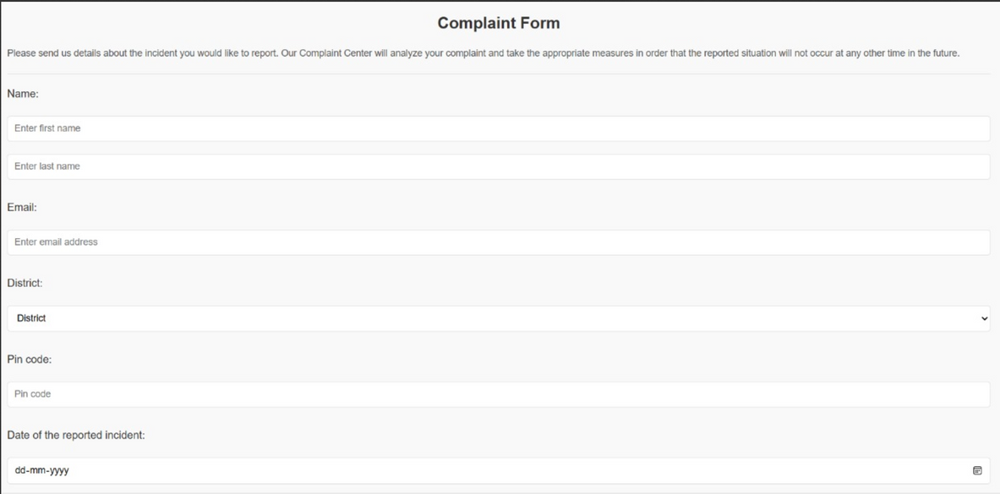 Complaint Form
Please send us details about the incident you would like to report. Our Complaint Center will analyze your complaint and take the appropriate measures in order that the reported situation will not occur at any other time in the future.
Name:
Enter first name
Enter last name
Email:
Enter email address
District:
District
Pin code:
Pin code
Date of the reported incident:
dd-mm-yyyy